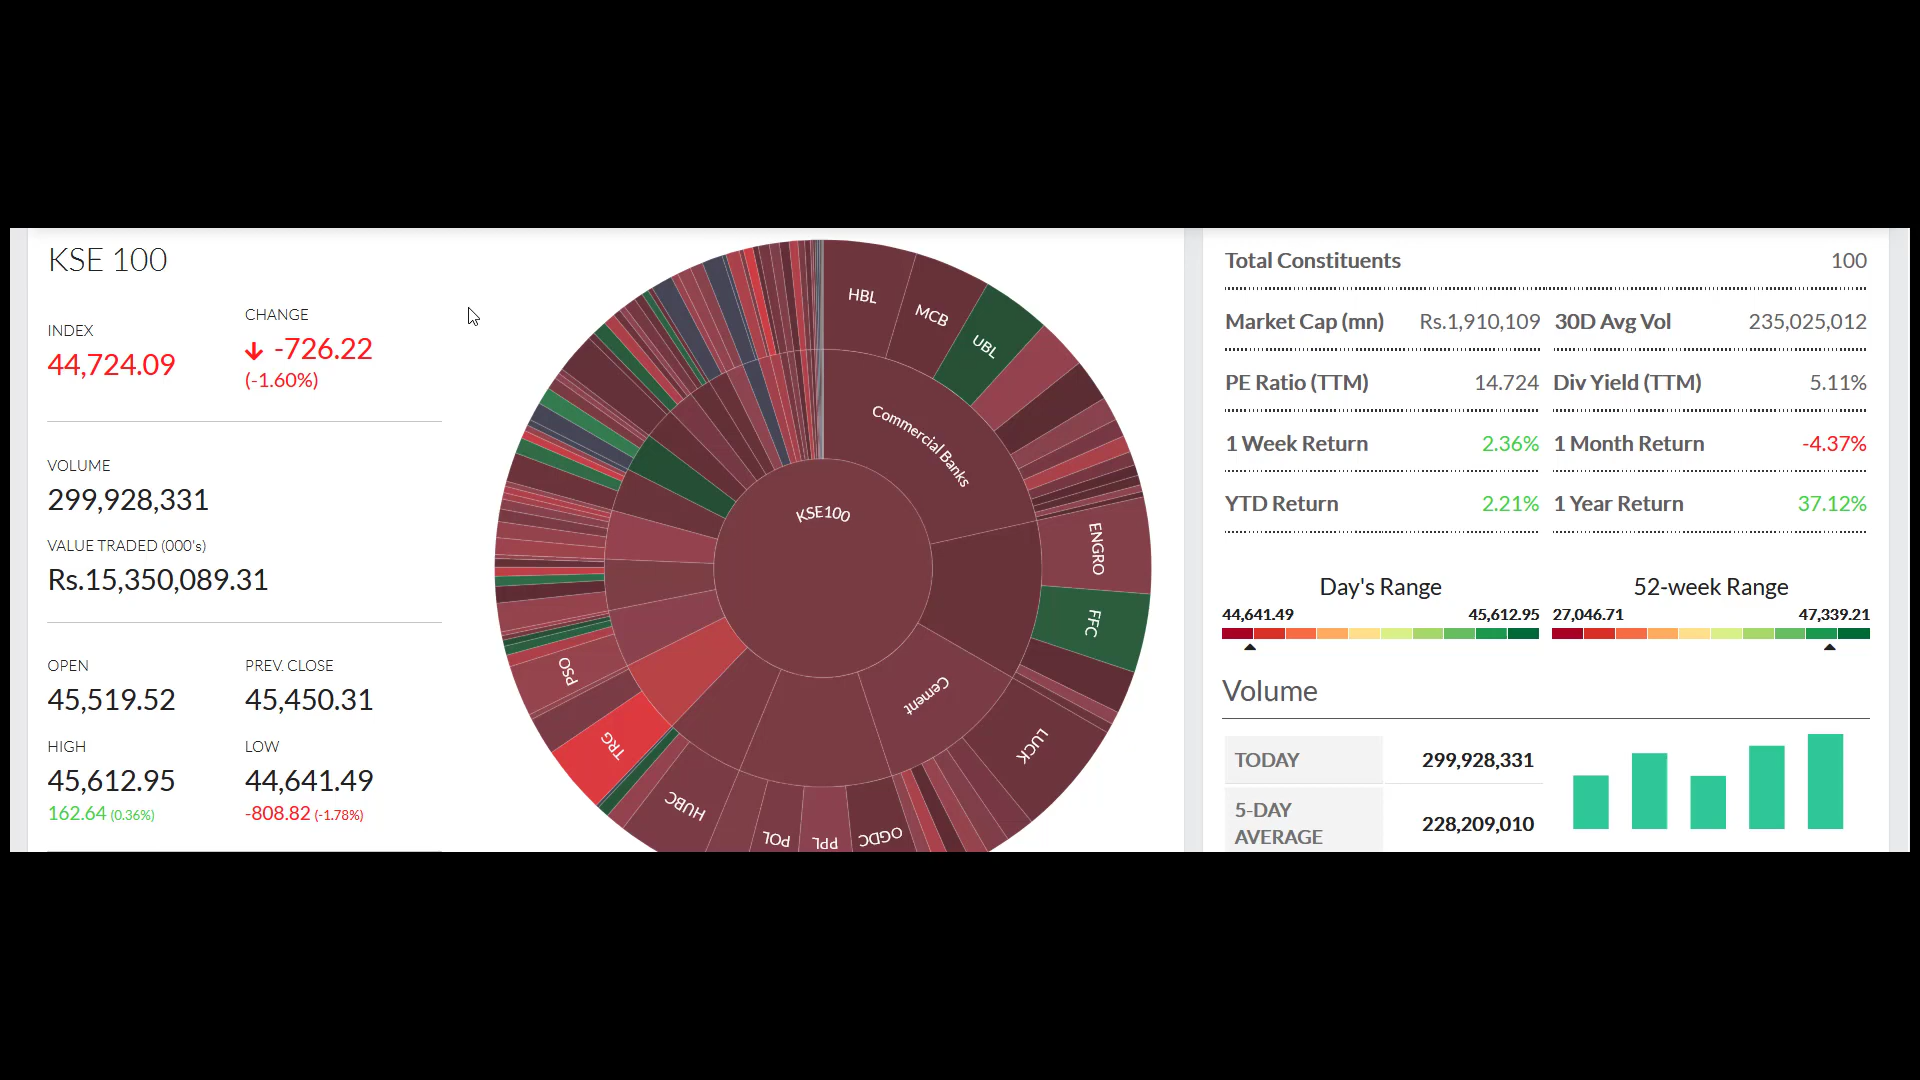 KSE 100
INDEX
44,724.09
CHANGE
-726.22
(-1.60%)
VOLUME
299,928,331
VALUE TRADED (000's)
Rs.15,350,089.31
OPEN
45,519.52
PREV. CLOSE
45,450.31
HIGH
45,612.95
162.64 (0.36%)
LOW
44,641.49
-808.82 (-1.78%)
KSE100
Commercial Banks
Cement
HBL
MCB
UBL
ENGRO
FFC
LUCK
OGDC
PPL
POL
HUBC
TRG
PSO
Total Constituents 100
Market Cap (mn) Rs.1,910,109 30D Avg Vol 235,025,012
PE Ratio (TTM) 14.724 Div Yield (TTM) 5.11%
1 Week Return 2.36% 1 Month Return -4.37%
YTD Return 2.21% 1 Year Return 37.12%
Day's Range
44,641.49 45,612.95
52-week Range
27,046.71 47,339.21
Volume
TODAY 299,928,331
5-DAY
AVERAGE
228,209,010